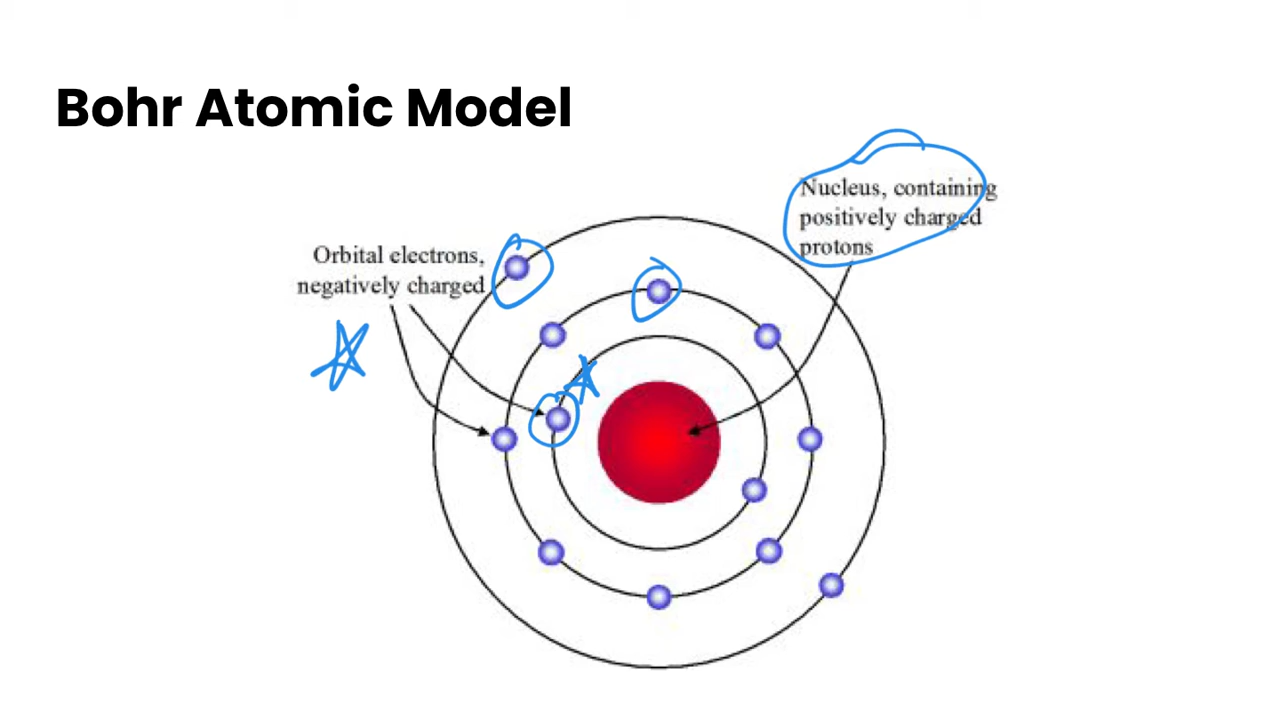 Bohr Atomic Model
Nucleus, containing
positively charged
protons
Orbital electrons,
negatively charged